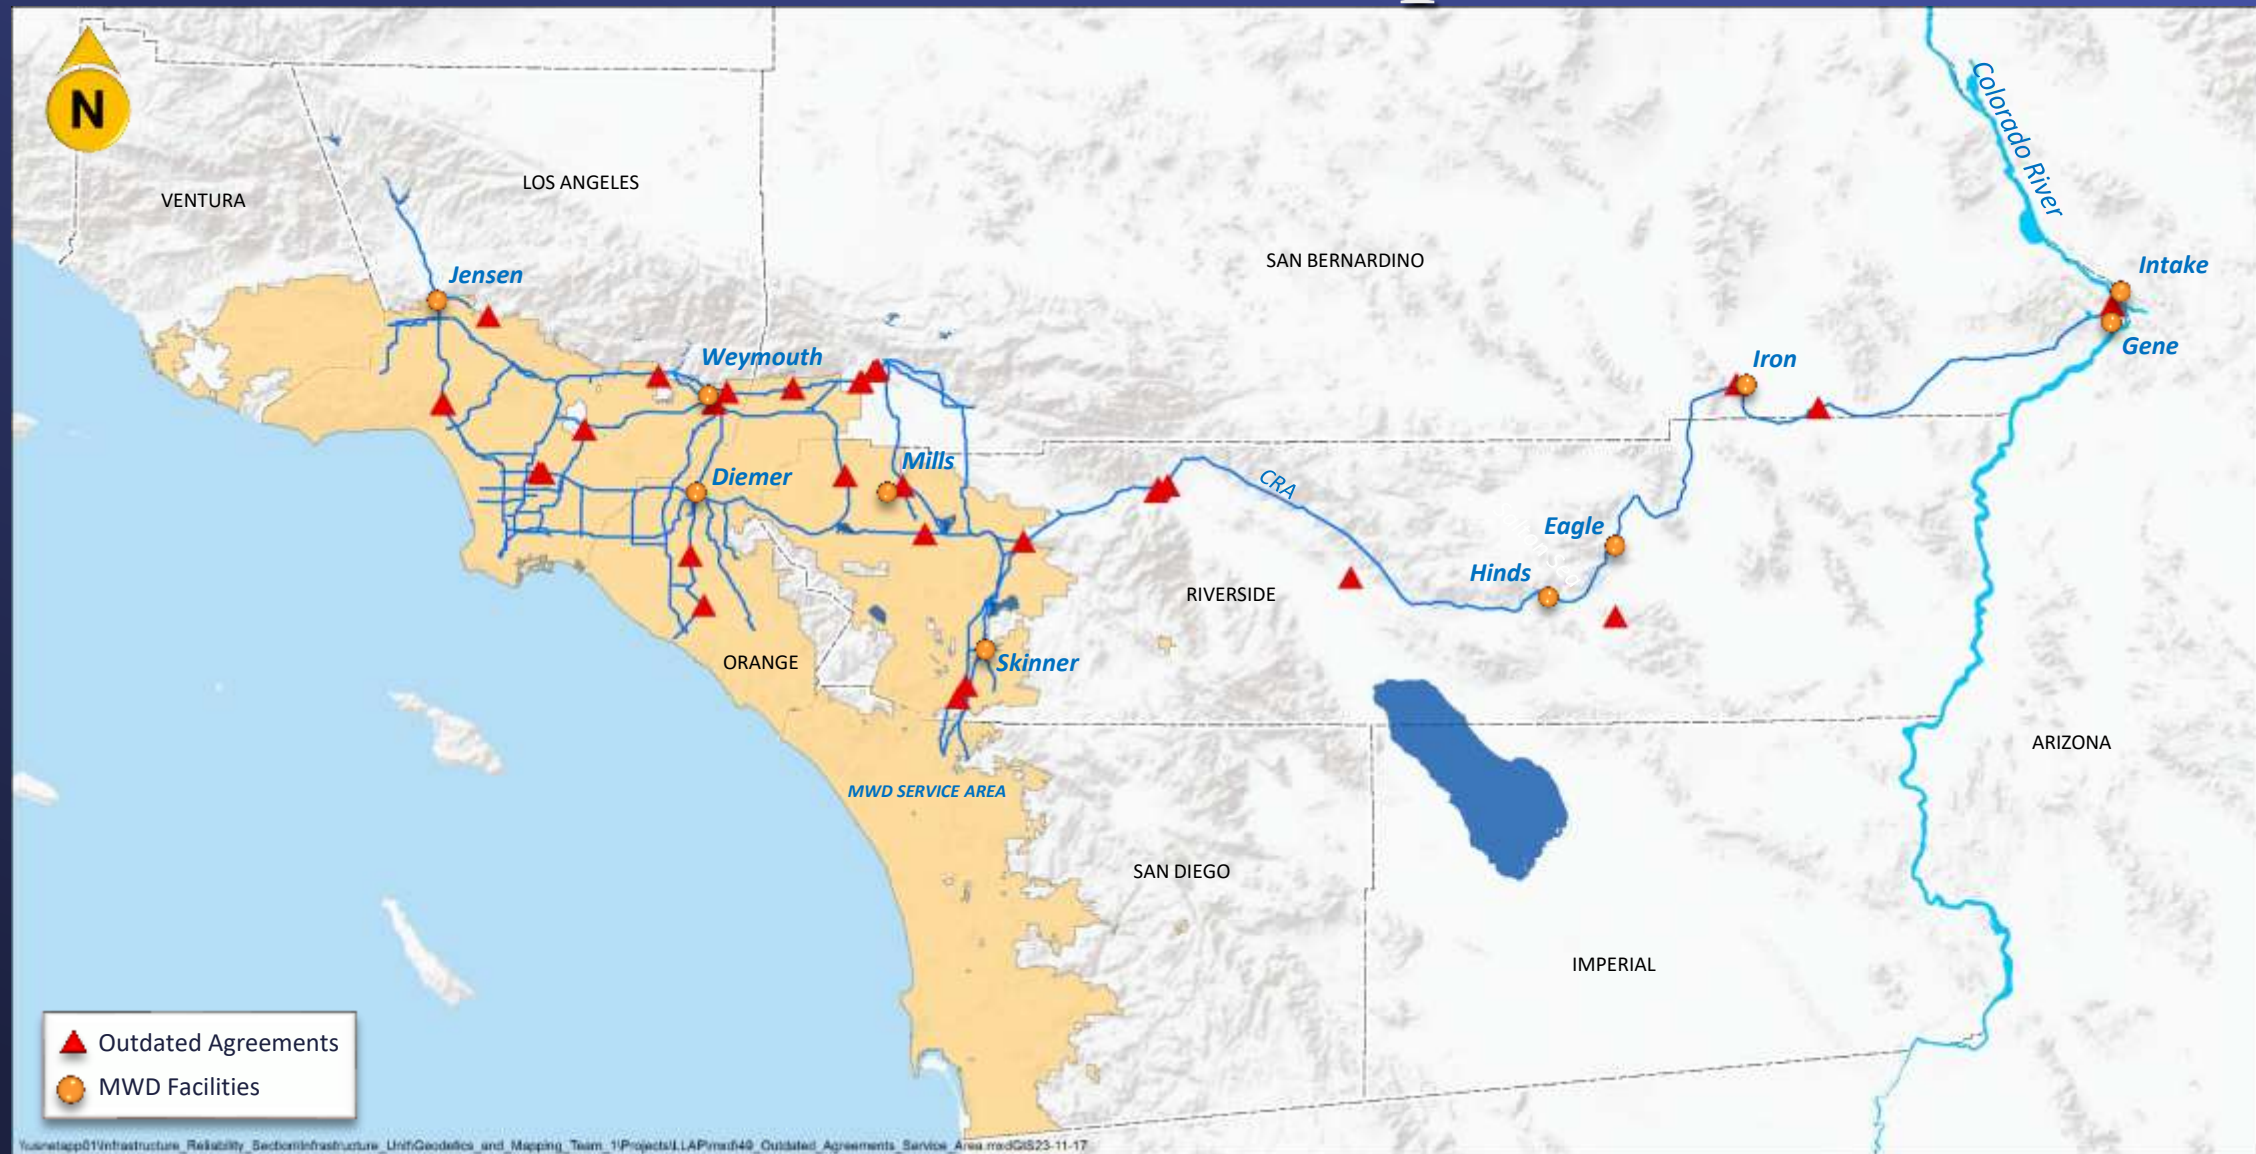 N
VENTURA
LOS ANGELES
Colorado River
SAN BERNARDINO
Jensen
Intake
Weymouth
Gene
Iron
Mills
Diemer
CRA
Eagle
Hinds
RIVERSIDE
ORANGE
Skinner
ARIZONA
MWD SERVICE AREA
SAN DIEGO
IMPERIAL
Outdated Agreements
MWD Facilities